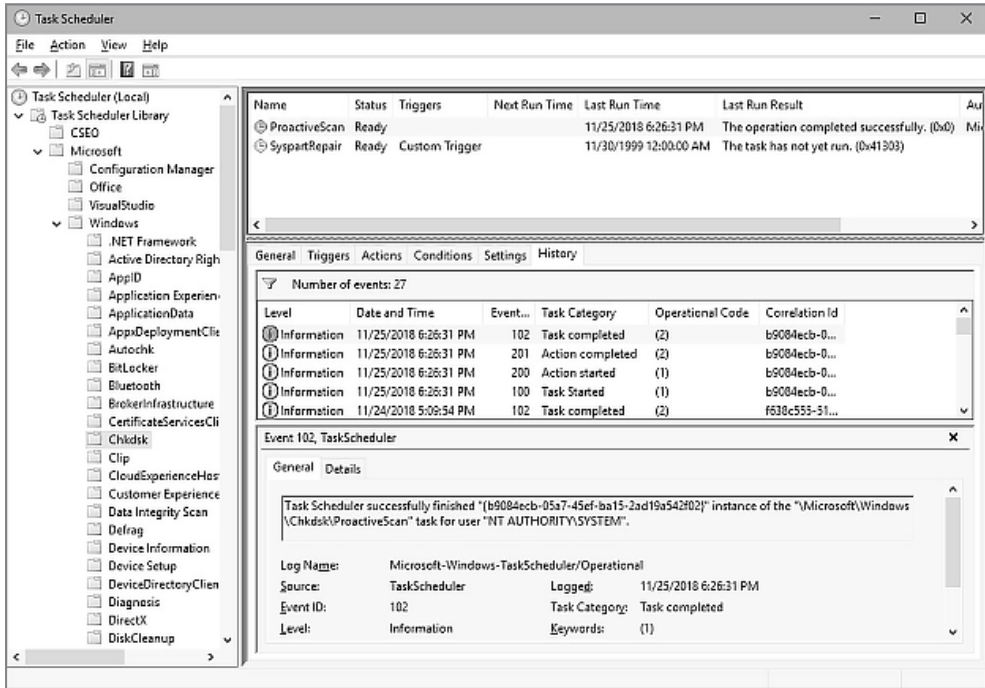 Task Scheduler
File Action View Help
Task Scheduler (Local)
Task Scheduler Library
CSEO
Microsoft
Configuration Manager
Office
VisualStudio
Windows
.NET Framework
Active Directory Righ
AppID
Application Experien
ApplicationData
AppxDeploymentClie
Autochk
BitLocker
Bluetooth
BrokerInfrastructure
CertificateServicesCli
Chkdsk
Clip
CloudExperienceHos
Customer Experience
Data Integrity Scan
Defrag
Device Information
Device Setup
DeviceDirectoryClien
Diagnosis
DirectX
DiskCleanup
Name Status Triggers Next Run Time Last Run Time Last Run Result Au
ProactiveScan Ready 11/25/2018 6:26:31 PM The operation completed successfully. (0x0) Mi
SyspartRepair Ready Custom Trigger 11/30/1999 12:00:00 AM The task has not yet run. (0x41303)
General Triggers Actions Conditions Settings History
Number of events: 27
Level Date and Time Event... Task Category Operational Code Correlation Id
Information 11/25/2018 6:26:31 PM 102 Task completed (2) b9084ecb-0...
Information 11/25/2018 6:26:31 PM 201 Action completed (2) b9084ecb-0...
Information 11/25/2018 6:26:31 PM 200 Action started (1) b9084ecb-0...
Information 11/25/2018 6:26:31 PM 100 Task Started (1) b9084ecb-0...
Information 11/24/2018 5:09:54 PM 102 Task completed (2) f638c555-51...
Event 102, TaskScheduler
General Details
Task Scheduler successfully finished "{b9084ecb-05a7-45ef-ba15-2ad19a542f02}" instance of the "\Microsoft\Windows
\Chkdsk\ProactiveScan" task for user "NT AUTHORITY\SYSTEM".
Log Name: Microsoft-Windows-TaskScheduler/Operational
Source: TaskScheduler Logged: 11/25/2018 6:26:31 PM
Event ID: 102 Task Category: Task completed
Level: Information Keywords: (1)